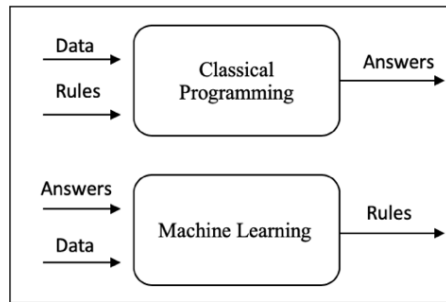 Data
Rules
Classical
Programming
Answers
Answers
Data
Machine Learning
Rules